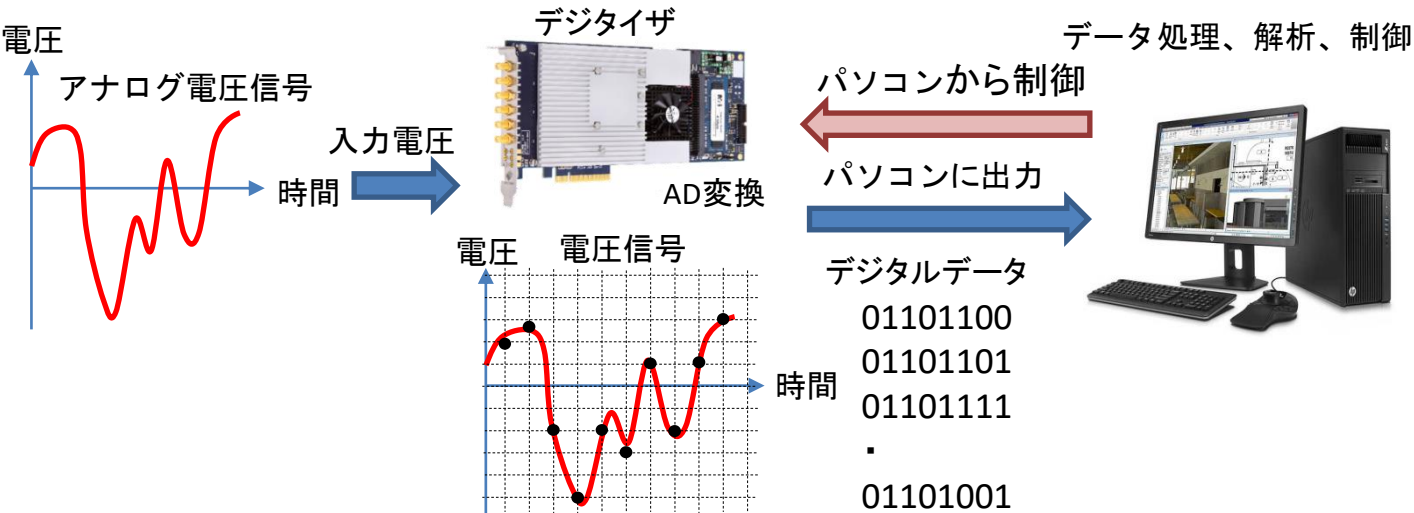 デジタイザ
電圧
データ処理、解析、制御
アナログ電圧信号
パソコンから制御
入力電圧
時間
パソコンに出力
AD変換
電圧
電圧信号
デジタルデータ
01101100
01101101
時間
01101111
・
01101001